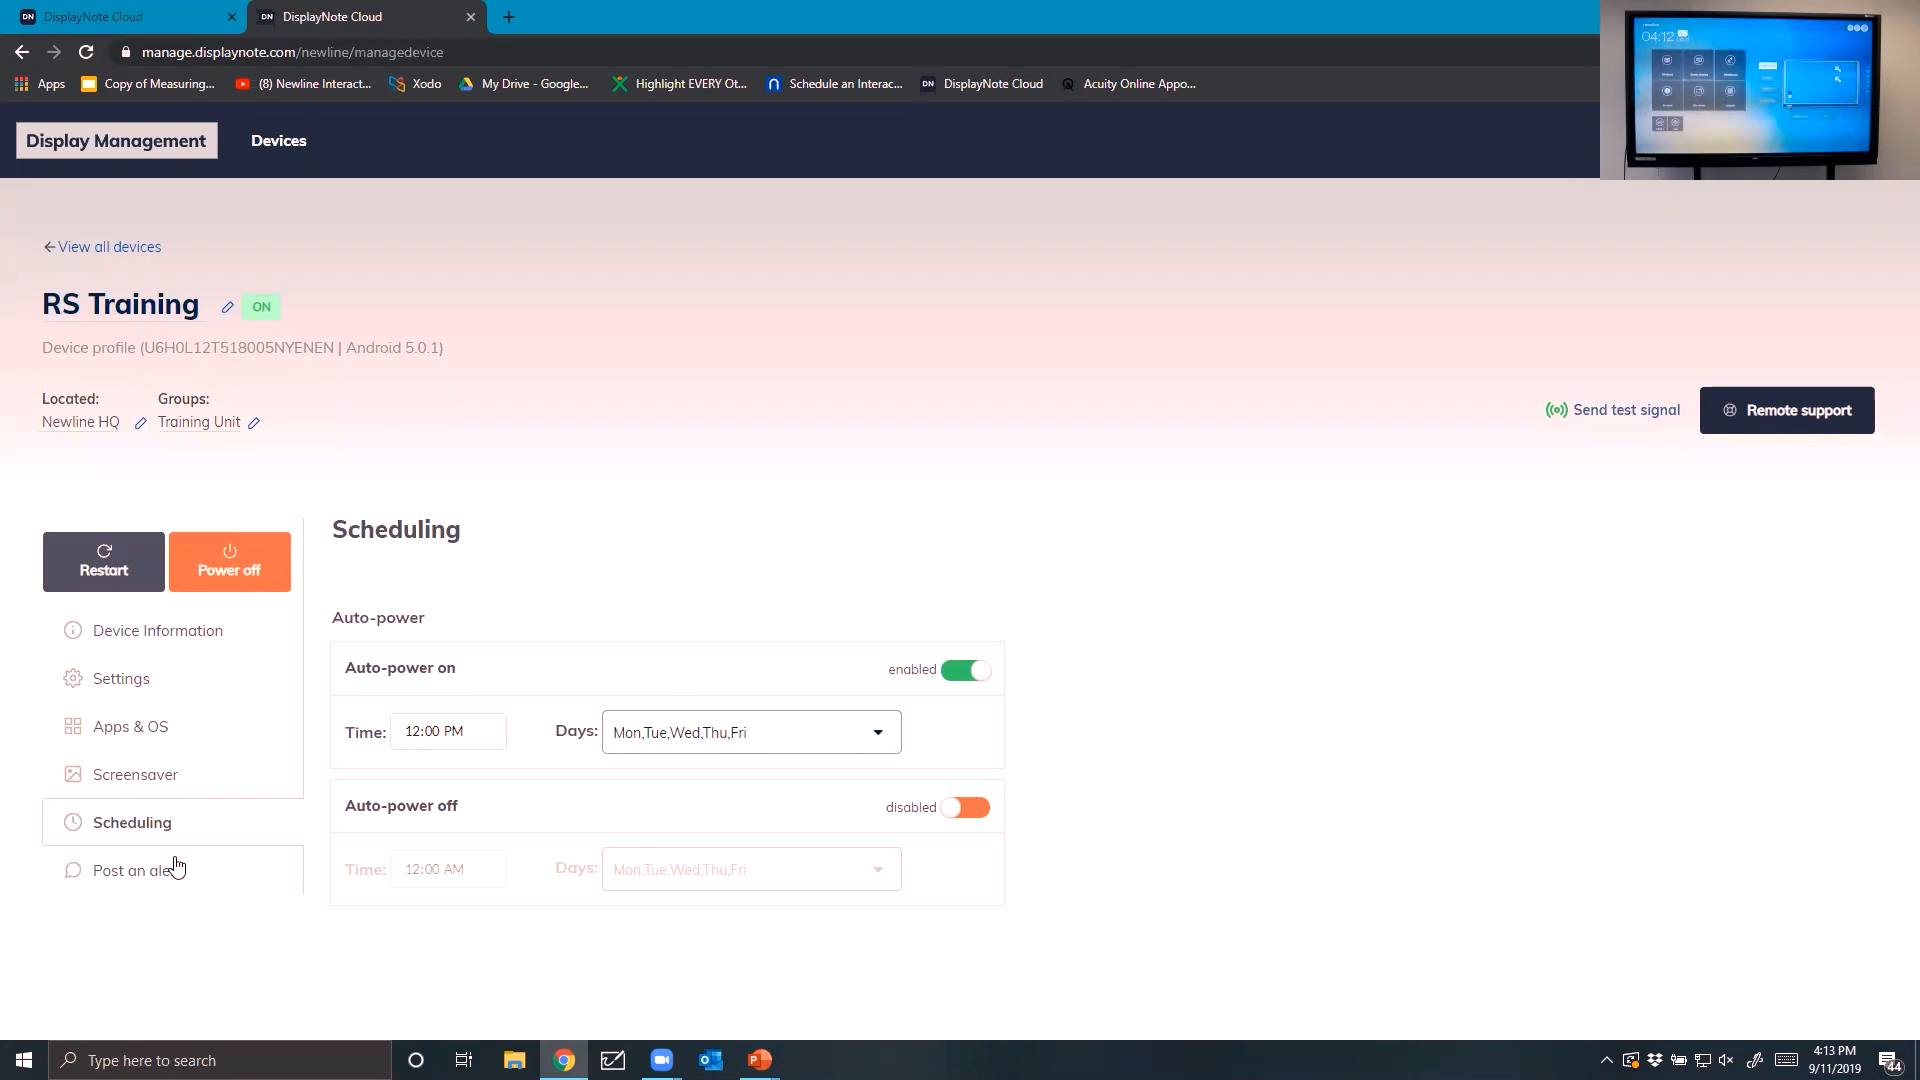 DN DisplayNote Cloud
DN DisplayNote Cloud
manage.displaynote.com/newline/managedevice
Apps
Copy of Measuring...
(8) Newline Interact...
Xodo
My Drive - Google...
Highlight EVERY Ot...
Schedule an Interac...
DN DisplayNote Cloud
Acuity Online Appo...
04:12
Display Management
Devices
View all devices
RS Training
ON
Device profile (U6H0L12T518005NYENEN | Android 5.0.1)
Located:
Groups:
Newline HQ
Training Unit
Send test signal
Remote support
Restart
Power off
Device Information
Settings
Apps & OS
Screensaver
Scheduling
Post an ale
Scheduling
Auto-power
Auto-power on
enabled
Time: 12:00 PM
Days: Mon,Tue,Wed,Thu,Fri
Auto-power off
disabled
Time: 12:00 AM
Days: Mon,Tue,Wed,Thu,Fri
Type here to search
4:13 PM
9/11/2019
44